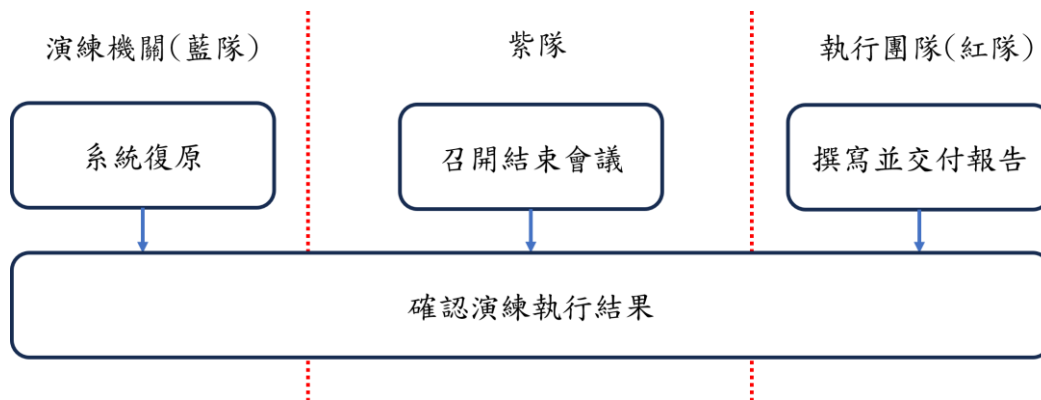 演練機關(藍隊)
紫隊
執行團隊(紅隊)
系統復原
召開結束會議
撰寫並交付報告
確認演練執行結果